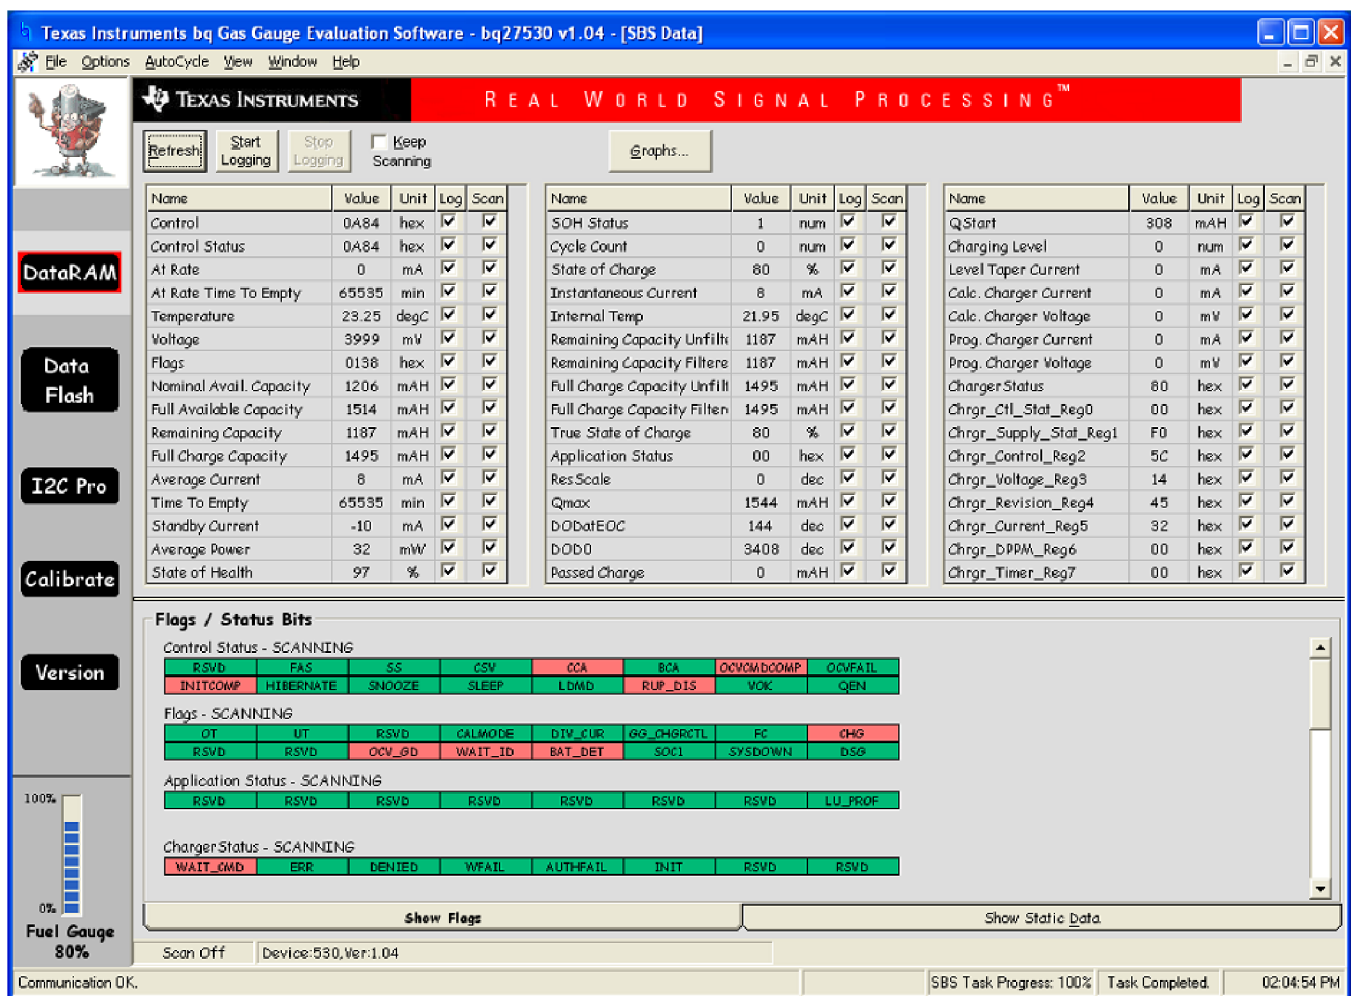 Texas Instruments bq Gas Gauge Evaluation Software - bq27530 v1.04 - [SBS Data]
File Options AutoCycle View Window Help
TEXAS INSTRUMENTS REAL WORLD SIGNAL PROCESSING™
Refresh Start Logging Stop Logging Keep Scanning Graphs...
DataRAM
Data Flash
I2C Pro
Calibrate
Version
100%
0%
Fuel Gauge
80%
Name Value Unit Log Scan
Control 0A84 hex
Control Status 0A84 hex
At Rate 0 mA
At Rate Time To Empty 65535 min
Temperature 23.25 degC
Voltage 3999 mV
Flags 0138 hex
Nominal Avail. Capacity 1206 mAH
Full Available Capacity 1514 mAH
Remaining Capacity 1187 mAH
Full Charge Capacity 1495 mAH
Average Current 8 mA
Time To Empty 65535 min
Standby Current -10 mA
Average Power 32 mW
State of Health 97 %
Name Value Unit Log Scan
SOH Status 1 num
Cycle Count 0 num
State of Charge 80 %
Instantaneous Current 8 mA
Internal Temp 21.95 degC
Remaining Capacity Unfilt 1187 mAH
Remaining Capacity Filtere 1187 mAH
Full Charge Capacity Unfilt 1495 mAH
Full Charge Capacity Filter 1495 mAH
True State of Charge 80 %
Application Status 00 hex
ResScale 0 dec
Qmax 1544 mAH
DODatEOC 144 dec
DOD0 3408 dec
Passed Charge 0 mAH
Name Value Unit Log Scan
QStart 308 mAH
Charging Level 0 num
Level Taper Current 0 mA
Calc. Charger Current 0 mA
Calc. Charger Voltage 0 mV
Prog. Charger Current 0 mA
Prog. Charger Voltage 0 mV
Charger Status 80 hex
Chrgr_Ctl_Stat_Reg0 00 hex
Chrgr_Supply_Stat_Reg1 F0 hex
Chrgr_Control_Reg2 5C hex
Chrgr_Voltage_Reg3 14 hex
Chrgr_Revision_Reg4 45 hex
Chrgr_Current_Reg5 32 hex
Chrgr_DPPM_Reg6 00 hex
Chrgr_Timer_Reg7 00 hex
Flags / Status Bits
Control Status - SCANNING
RSVD FAS SS CSV CCA BCA OCVCMDCOMP OCVFAIL
INITCOMP HIBERNATE SNOOZE SLEEP LDMD RUP_DIS VOK QEN
Flags - SCANNING
OT UT RSVD CALMODE DIV_CUR GG_CHGRCTL FC CHG
RSVD RSVD OCV_GD WAIT_ID BAT_DET SOC1 SYSDOWN DSG
Application Status - SCANNING
RSVD RSVD RSVD RSVD RSVD RSVD RSVD LU_PROF
Charger Status - SCANNING
WAIT_CMD ERR DENIED WFAIL AUTHFAIL INIT RSVD RSVD
Show Flags Show Static Data
Scan Off Device:530,Ver:1.04
Communication OK. SBS Task Progress: 100% Task Completed. 02:04:54 PM